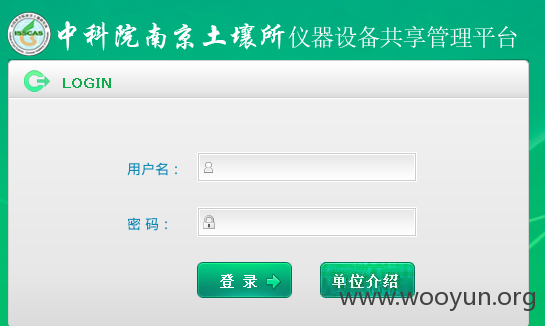 ISSCAS
中科院南京土壤所仪器设备共享管理平台
LOGIN
用户名：
密 码：
登 录 单位介绍
www.wooyun.org